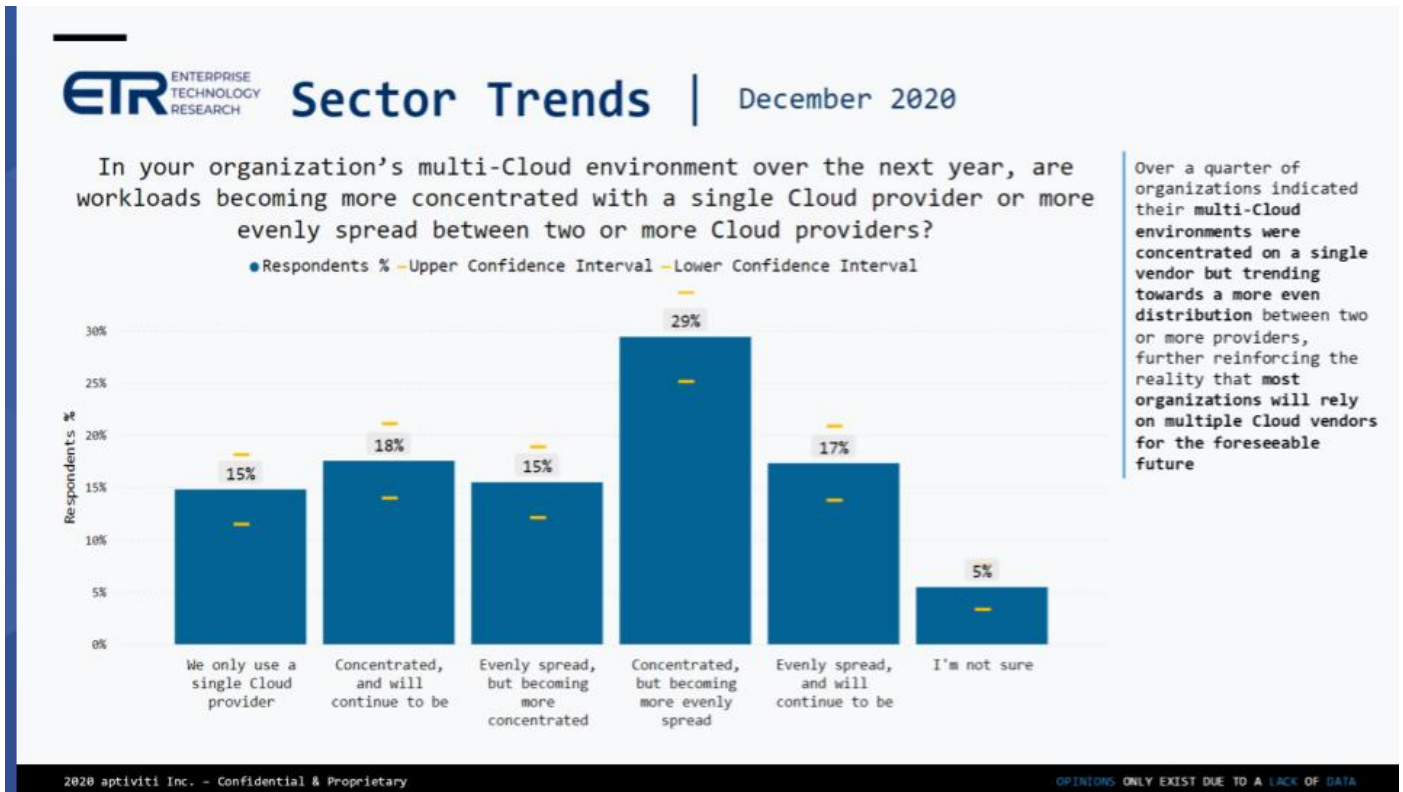 ETR ENTERPRISE
TECHNOLOGY
RESEARCH
Sector Trends | December 2020
In your organization’s multi-Cloud environment over the next year, are
workloads becoming more concentrated with a single Cloud provider or more
evenly spread between two or more Cloud providers?
Respondents % Upper Confidence Interval Lower Confidence Interval
Respondents %
30%
25%
20%
15%
10%
5%
0%
15%
18%
15%
29%
17%
5%
We only use a
single Cloud
provider
Concentrated,
and will
continue to be
Evenly spread,
but becoming
more
concentrated
Concentrated,
but becoming
more evenly
spread
Evenly spread,
and will
continue to be
I'm not sure
Over a quarter of
organizations indicated
their multi-Cloud
environments were
concentrated on a single
vendor but trending
towards a more even
distribution between two
or more providers,
further reinforcing the
reality that most
organizations will rely
on multiple Cloud vendors
for the foreseeable
future
2020 aptiviti Inc. – Confidential & Proprietary
OPINIONS ONLY EXIST DUE TO A LACK OF DATA